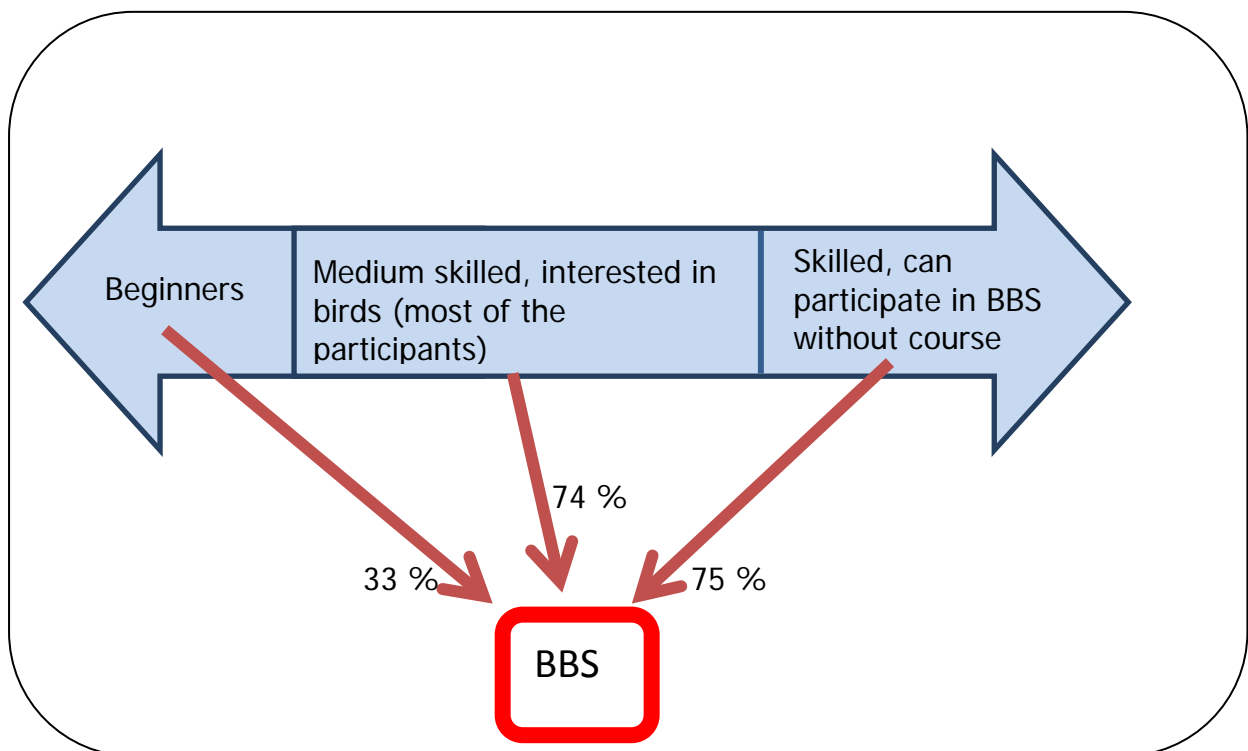 Beginners
Medium skilled, interested in
birds (most of the
participants)
Skilled, can
participate in BBS
without course
74 %
33 %
75 %
BBS